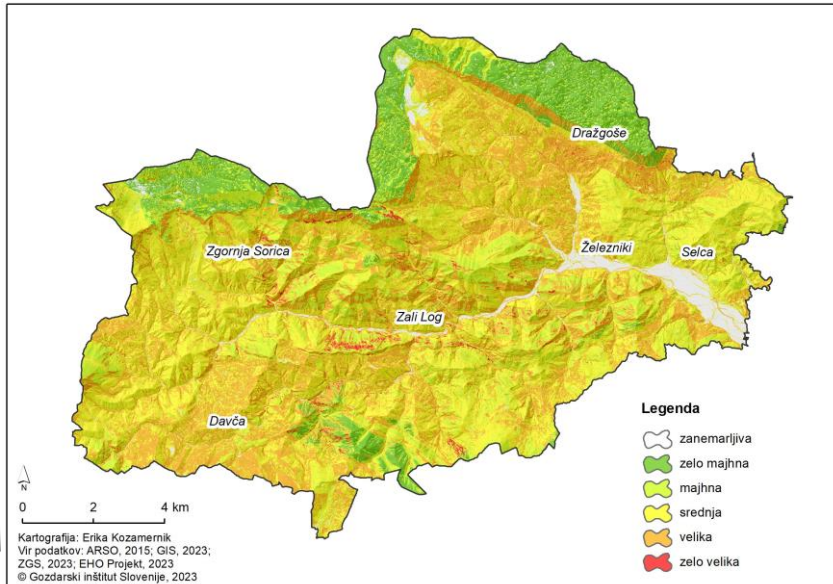 Dražgoše
Zgornja Sorica
Železniki
Selca
Zali Log
Davča
Legenda
zanemarljiva
zelo majhna
majhna
srednja
velika
zelo velika
N
0 2 4 km
Kartografija: Erika Kozamernik
Vir podatkov: ARSO, 2015; GIS, 2023;
ZGS, 2023; EHO Projekt, 2023
© Gozdarski inštitut Slovenije, 2023